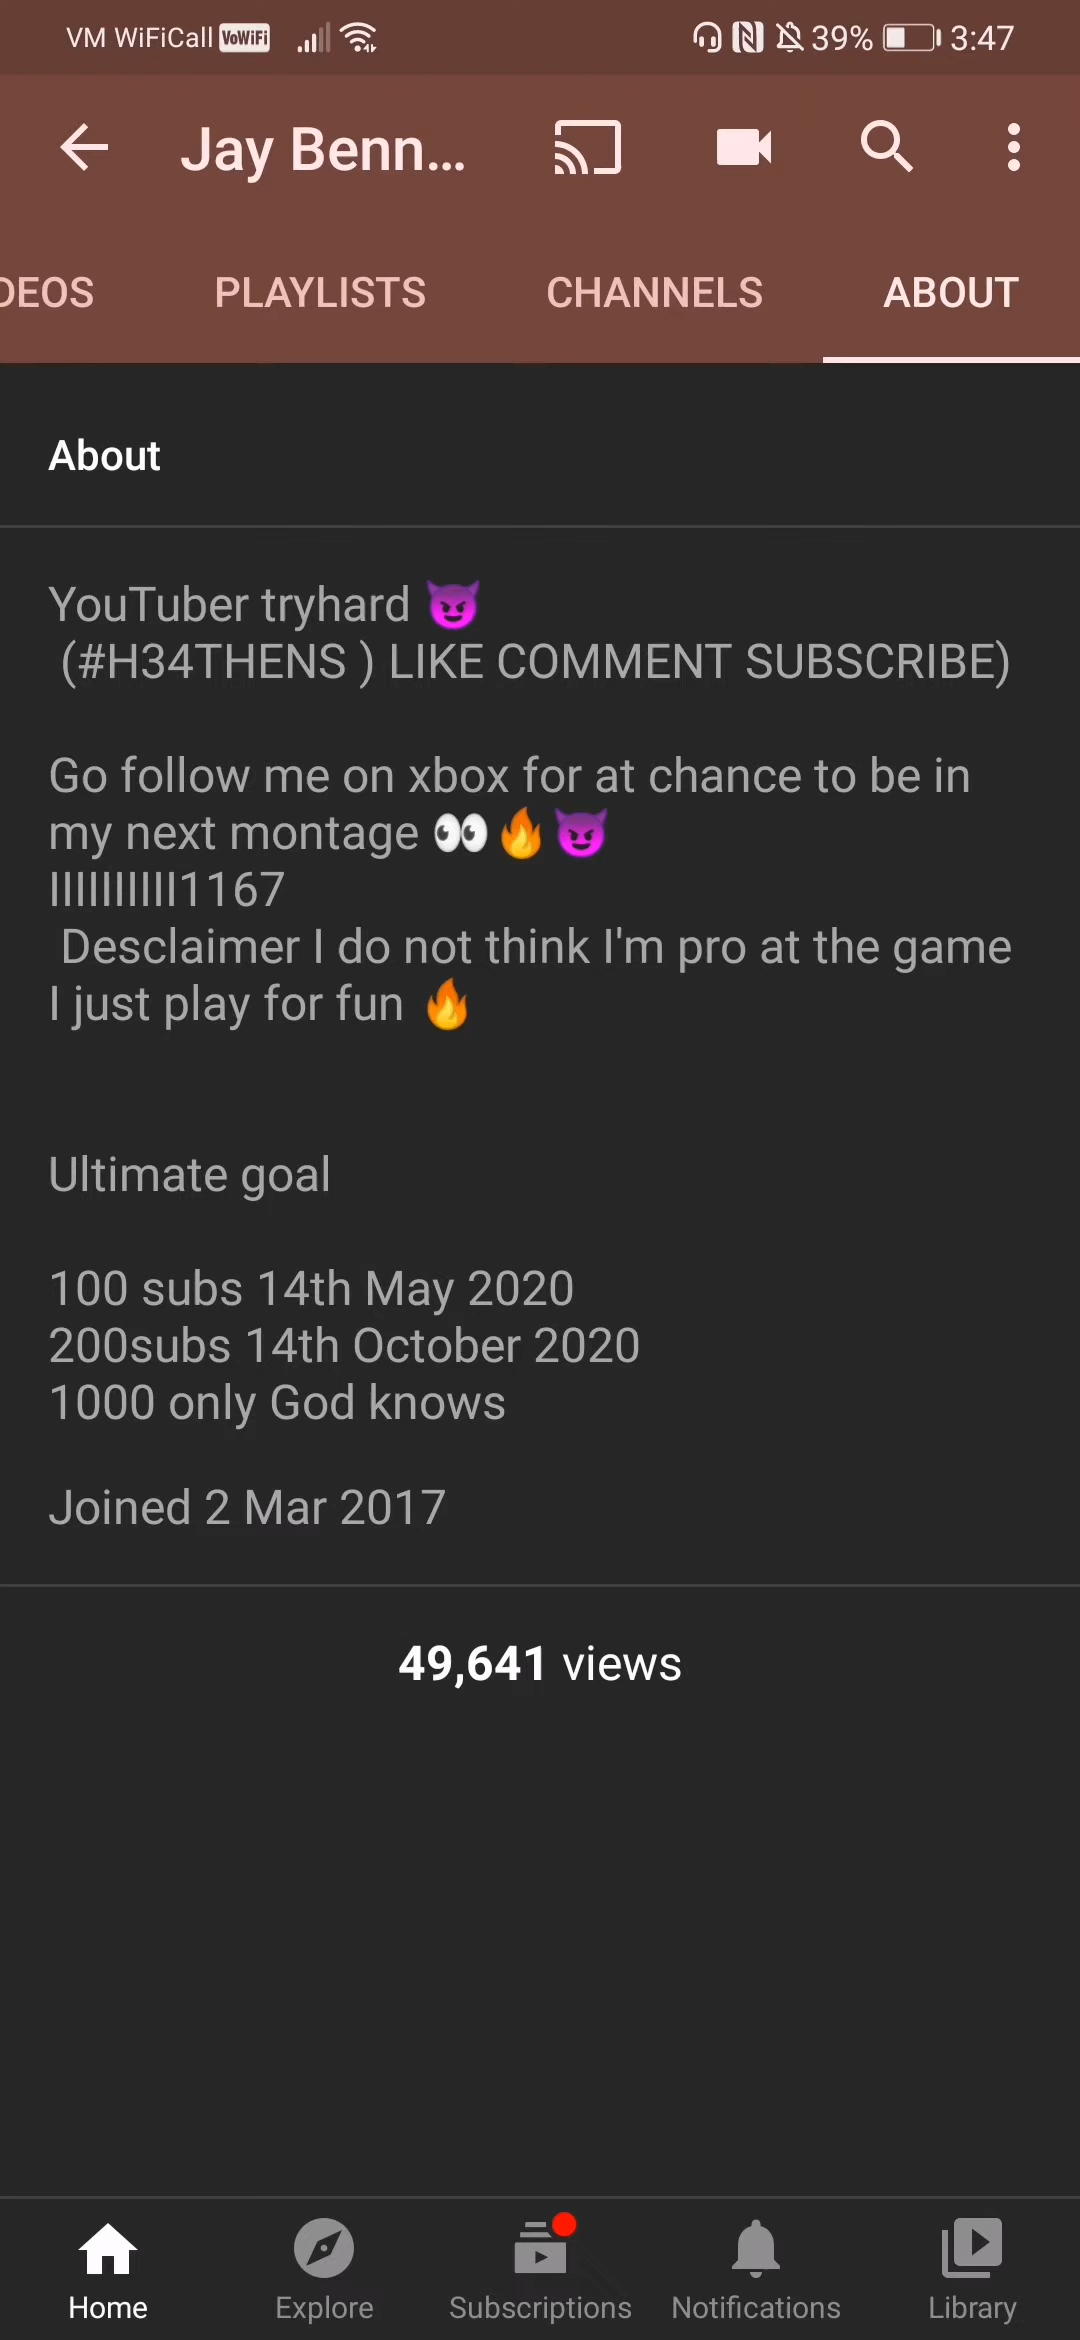 VM WiFiCall VoWiFi 39% 3:47
Jay Benn...
DEOS PLAYLISTS CHANNELS ABOUT
About
YouTuber tryhard 😈
(#H34THENS ) LIKE COMMENT SUBSCRIBE)
Go follow me on xbox for at chance to be in
my next montage 👀🔥😈
llllllllll1167
Desclaimer I do not think I'm pro at the game
I just play for fun 🔥
Ultimate goal
100 subs 14th May 2020
200subs 14th October 2020
1000 only God knows
Joined 2 Mar 2017
49,641 views
Home Explore Subscriptions Notifications Library